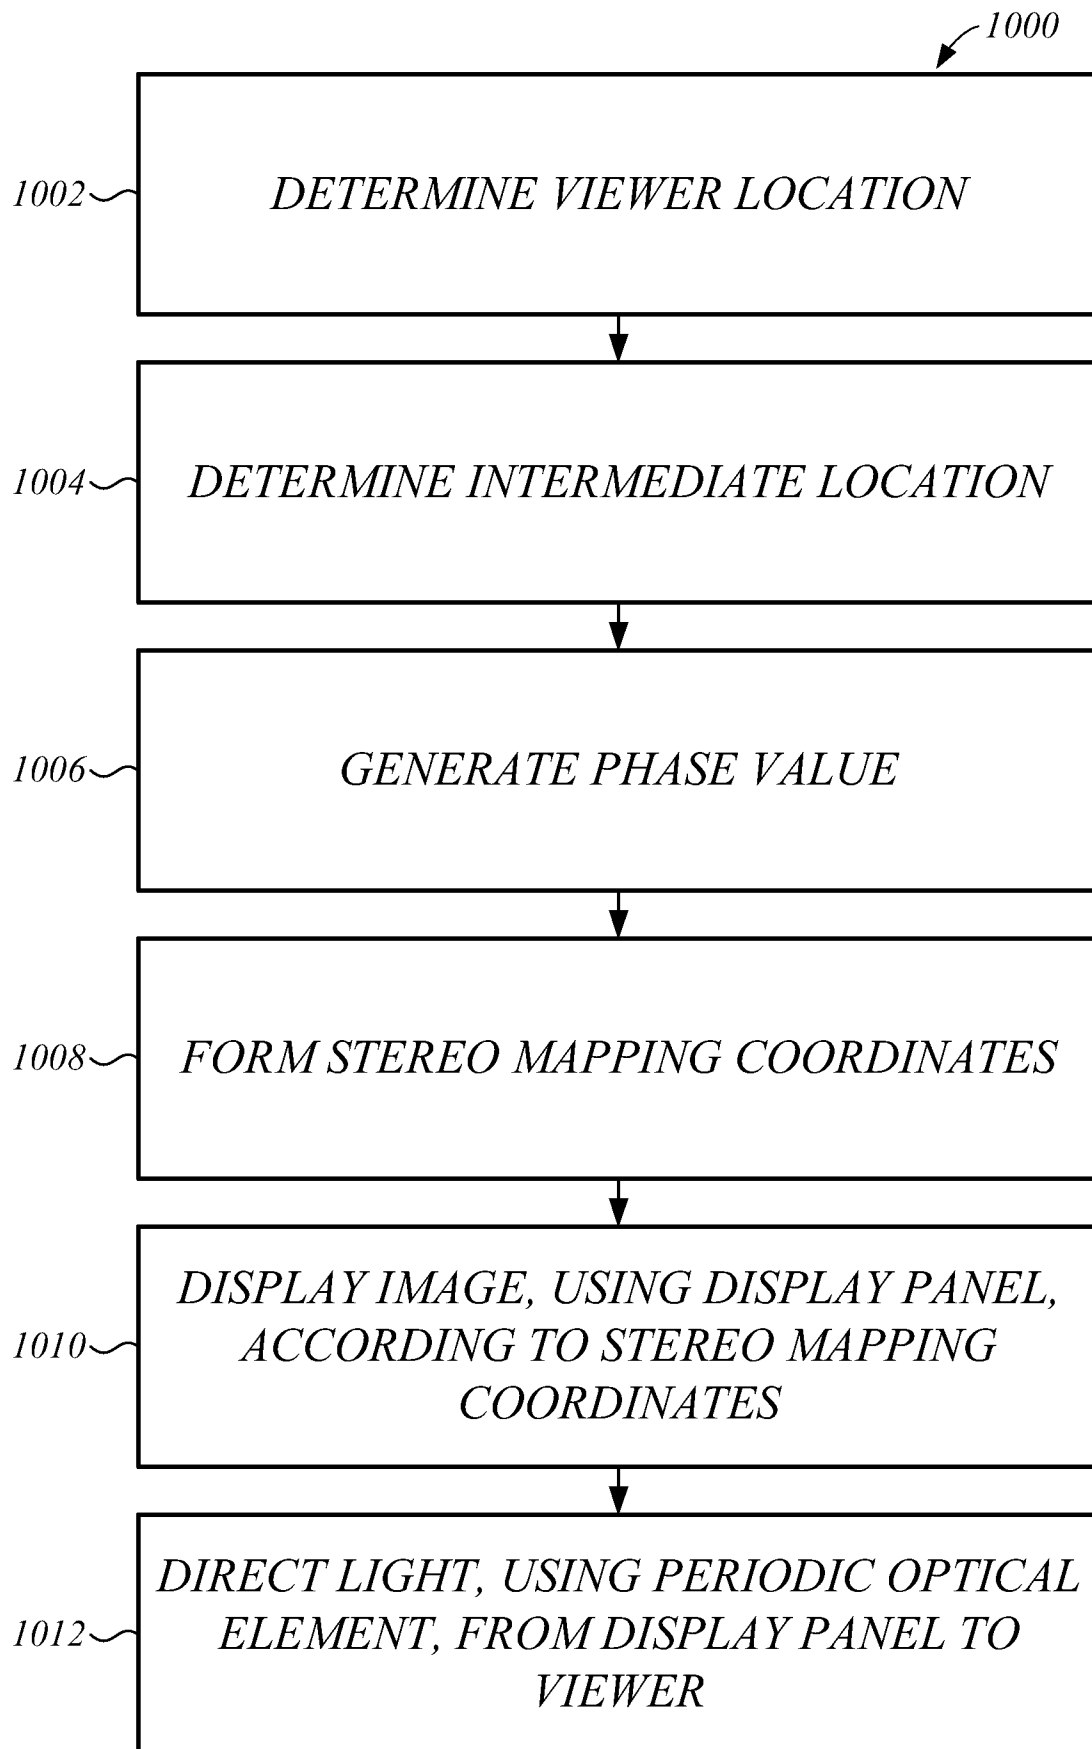 1000
1002
DETERMINE VIEWER LOCATION
1004
DETERMINE INTERMEDIATE LOCATION
1006
GENERATE PHASE VALUE
1008
FORM STEREO MAPPING COORDINATES
DISPLAY IMAGE, USING DISPLAY PANEL,
1010
ACCORDING TO STEREO MAPPING
COORDINATES
DIRECT LIGHT, USING PERIODIC OPTICAL
1012
ELEMENT, FROM DISPLAY PANEL TO
VIEWER